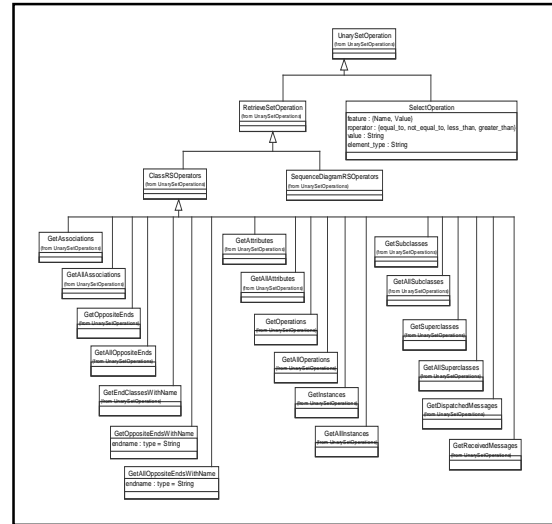 UnarySetOperation
(from UnarySetOperations)
RetrieveSetOperation
(from UnarySetOperations)
SelectOperation
feature : {Name, Value}
roperator : {equal_to, not_equal_to, less_than, greater_than}
value : String
element_type : String
ClassRSOperators
(from UnarySetOperations)
SequenceDiagramRSOperators
(from UnarySetOperations)
GetAssociations
(from UnarySetOperations)
GetAllAssociations
(from UnarySetOperations)
GetOppositeEnds
(from UnarySetOperations)
GetAllOppositeEnds
(from UnarySetOperations)
GetEndClassesWithName
(from UnarySetOperations)
GetOppositeEndsWithName
endname : type = String
GetAllOppositeEndsWithName
endname : type = String
GetAttributes
(from UnarySetOperations)
GetAllAttributes
(from UnarySetOperations)
GetOperations
(from UnarySetOperations)
GetAllOperations
(from UnarySetOperations)
GetInstances
(from UnarySetOperations)
GetAllInstances
(from UnarySetOperations)
GetSubclasses
(from UnarySetOperations)
GetAllSubclasses
(from UnarySetOperations)
GetSuperclasses
(from UnarySetOperations)
GetAllSuperclasses
(from UnarySetOperations)
GetDispatchedMessages
(from UnarySetOperations)
GetReceivedMessages
(from UnarySetOperations)